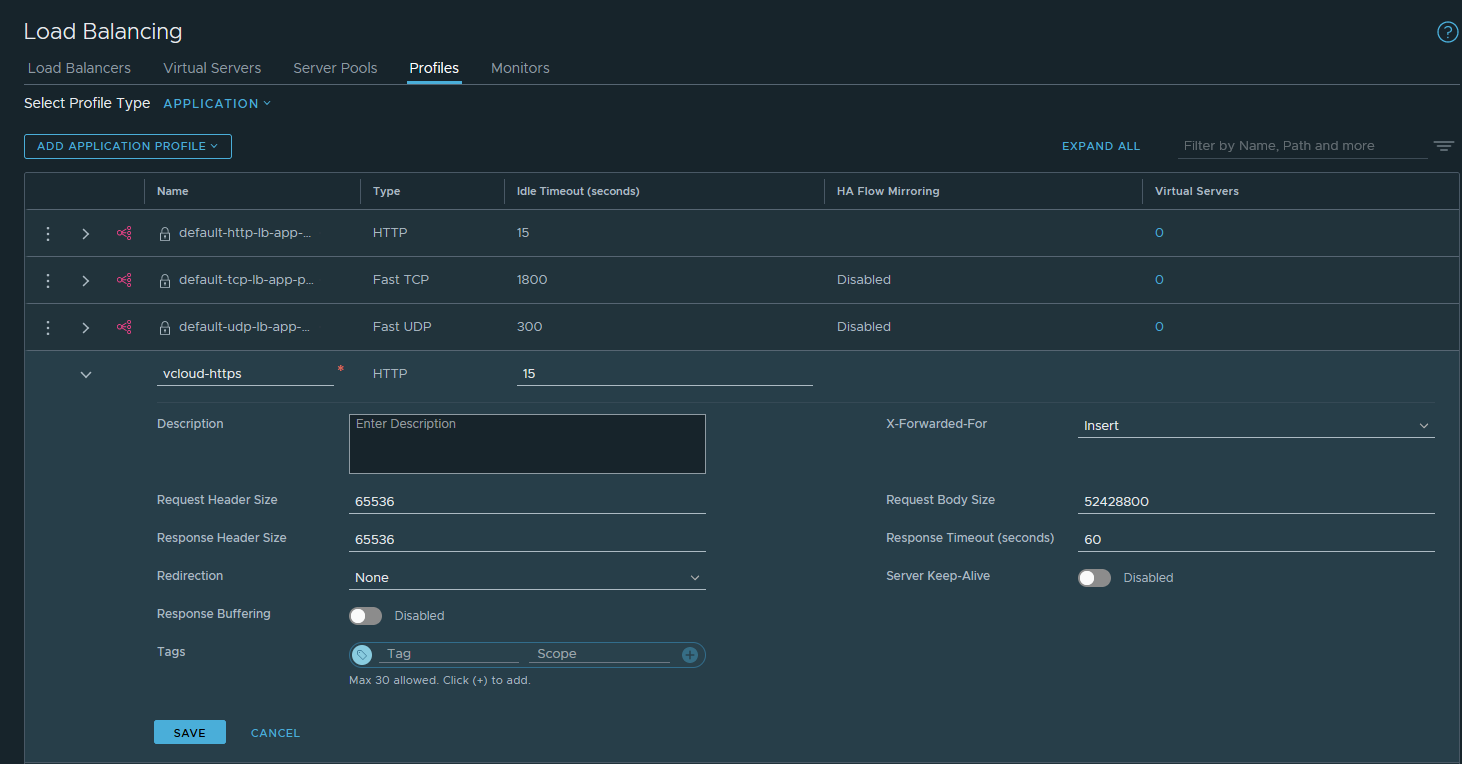 Load Balancing
?
Load Balancers Virtual Servers Server Pools Profiles Monitors
Select Profile Type APPLICATION
ADD APPLICATION PROFILE EXPAND ALL Filter by Name, Path and more
Name Type Idle Timeout (seconds) HA Flow Mirroring Virtual Servers
default-http-lb-app-... HTTP 15 0
default-tcp-lb-app-p... Fast TCP 1800 Disabled 0
default-udp-lb-app-... Fast UDP 300 Disabled 0
vcloud-https * HTTP 15
Description Enter Description X-Forwarded-For Insert
Request Header Size 65536 Request Body Size 52428800
Response Header Size 65536 Response Timeout (seconds) 60
Redirection None Server Keep-Alive Disabled
Response Buffering Disabled
Tags Tag Scope
Max 30 allowed. Click (+) to add.
SAVE CANCEL